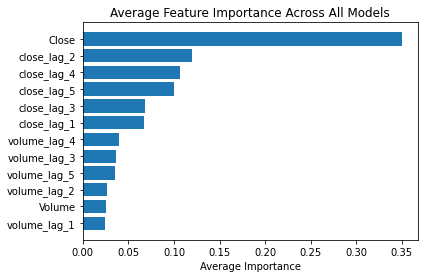 Average Feature Importance Across All Models
Close
close_lag_2
close_lag_4
close_lag_5
close_lag_3
close_lag_1
volume_lag_4
volume_lag_3
volume_lag_5
volume_lag_2
Volume
volume_lag_1
0.00 0.05 0.10 0.15 0.20 0.25 0.30 0.35
Average Importance